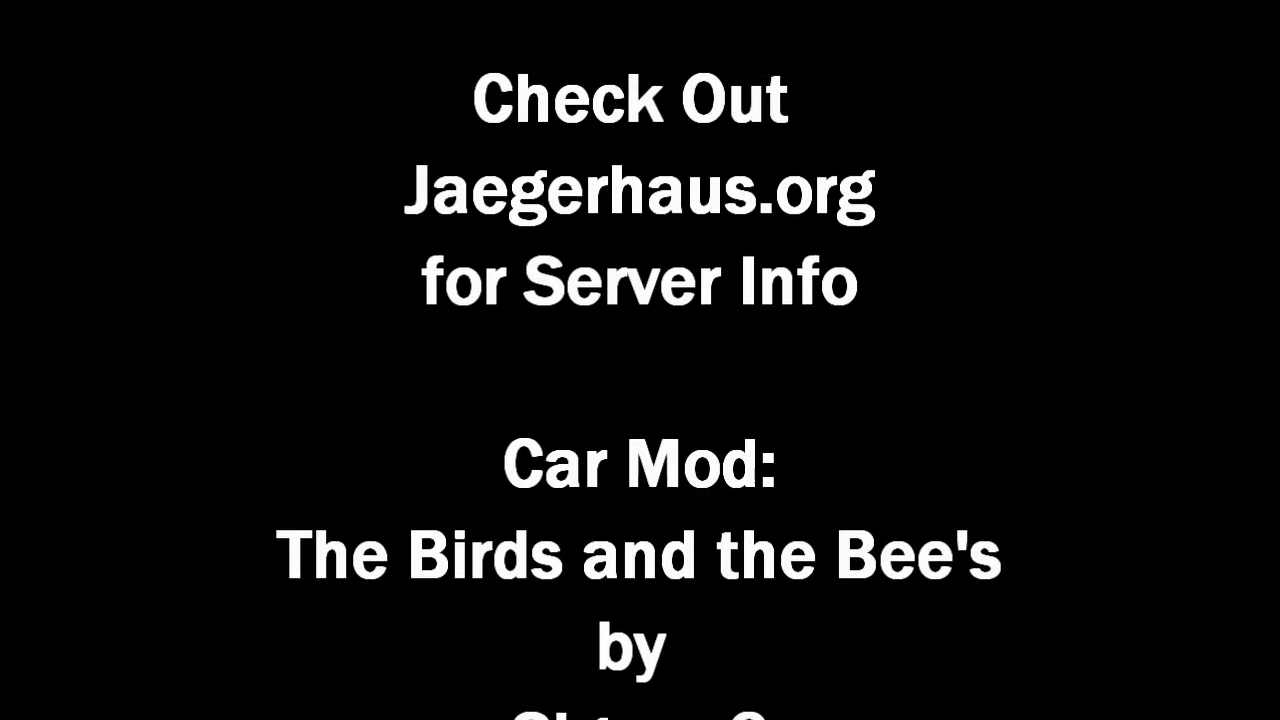 Check Out
Jaegerhaus.org
for Server Info
Car Mod:
The Birds and the Bee's
by